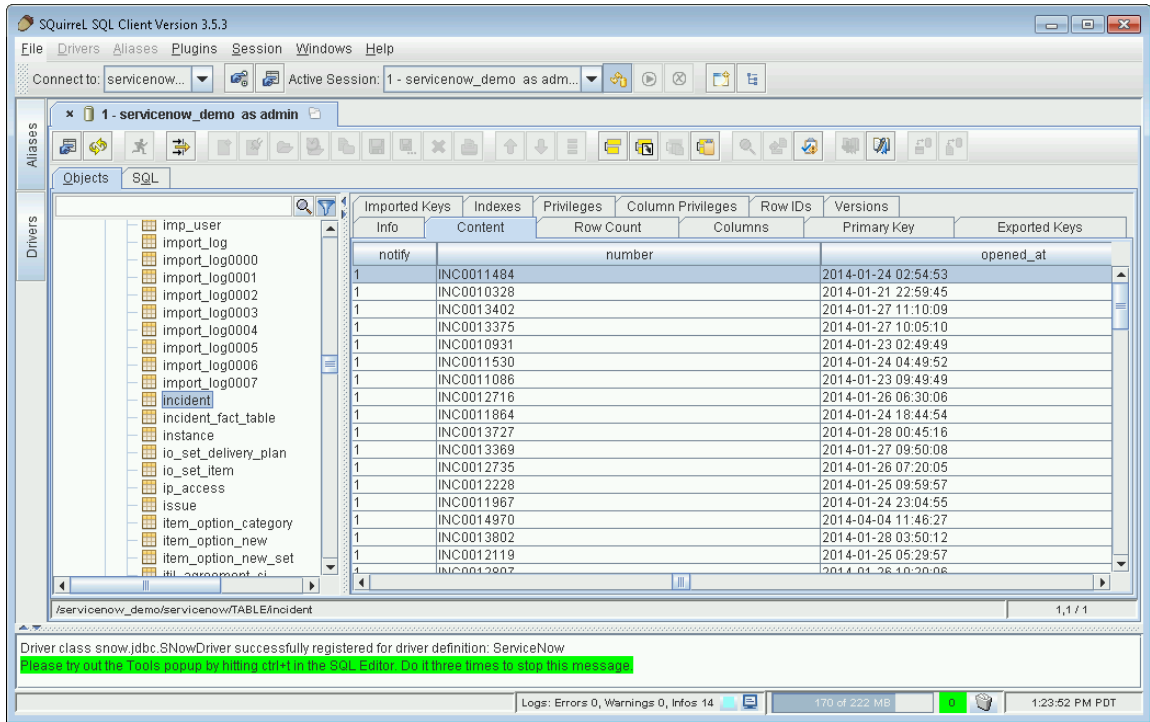 SQuirreL SQL Client Version 3.5.3
File Drivers Aliases Plugins Session Windows Help
Connect to: servicenow... Active Session: 1 - servicenow_demo as adm...
Aliases
Drivers
1 - servicenow_demo as admin
Objects SQL
imp_user
import_log
import_log0000
import_log0001
import_log0002
import_log0003
import_log0004
import_log0005
import_log0006
import_log0007
incident
incident_fact_table
instance
io_set_delivery_plan
io_set_item
ip_access
issue
item_option_category
item_option_new
item_option_new_set
itil_agreement_ci
Imported Keys Indexes Privileges Column Privileges Row IDs Versions
Info Content Row Count Columns Primary Key Exported Keys
notify number opened_at
1 INC0011484 2014-01-24 02:54:53
1 INC0010328 2014-01-21 22:59:45
1 INC0013402 2014-01-27 11:10:09
1 INC0013375 2014-01-27 10:05:10
1 INC0010931 2014-01-23 02:49:49
1 INC0011530 2014-01-24 04:49:52
1 INC0011086 2014-01-23 09:49:49
1 INC0012716 2014-01-26 06:30:06
1 INC0011864 2014-01-24 18:44:54
1 INC0013727 2014-01-28 00:45:16
1 INC0013369 2014-01-27 09:50:08
1 INC0012735 2014-01-26 07:20:05
1 INC0012228 2014-01-25 09:59:57
1 INC0011967 2014-01-24 23:04:55
1 INC0014970 2014-04-04 11:46:27
1 INC0013802 2014-01-28 03:50:12
1 INC0012119 2014-01-25 05:29:57
1 INC0012807 2014-01-26 10:20:06
/servicenow_demo/servicenow/TABLE/incident 1,1 / 1
Driver class snow.jdbc.SNowDriver successfully registered for driver definition: ServiceNow
Please try out the Tools popup by hitting ctrl+t in the SQL Editor. Do it three times to stop this message.
Logs: Errors 0, Warnings 0, Infos 14 170 of 222 MB 0 1:23:52 PM PDT